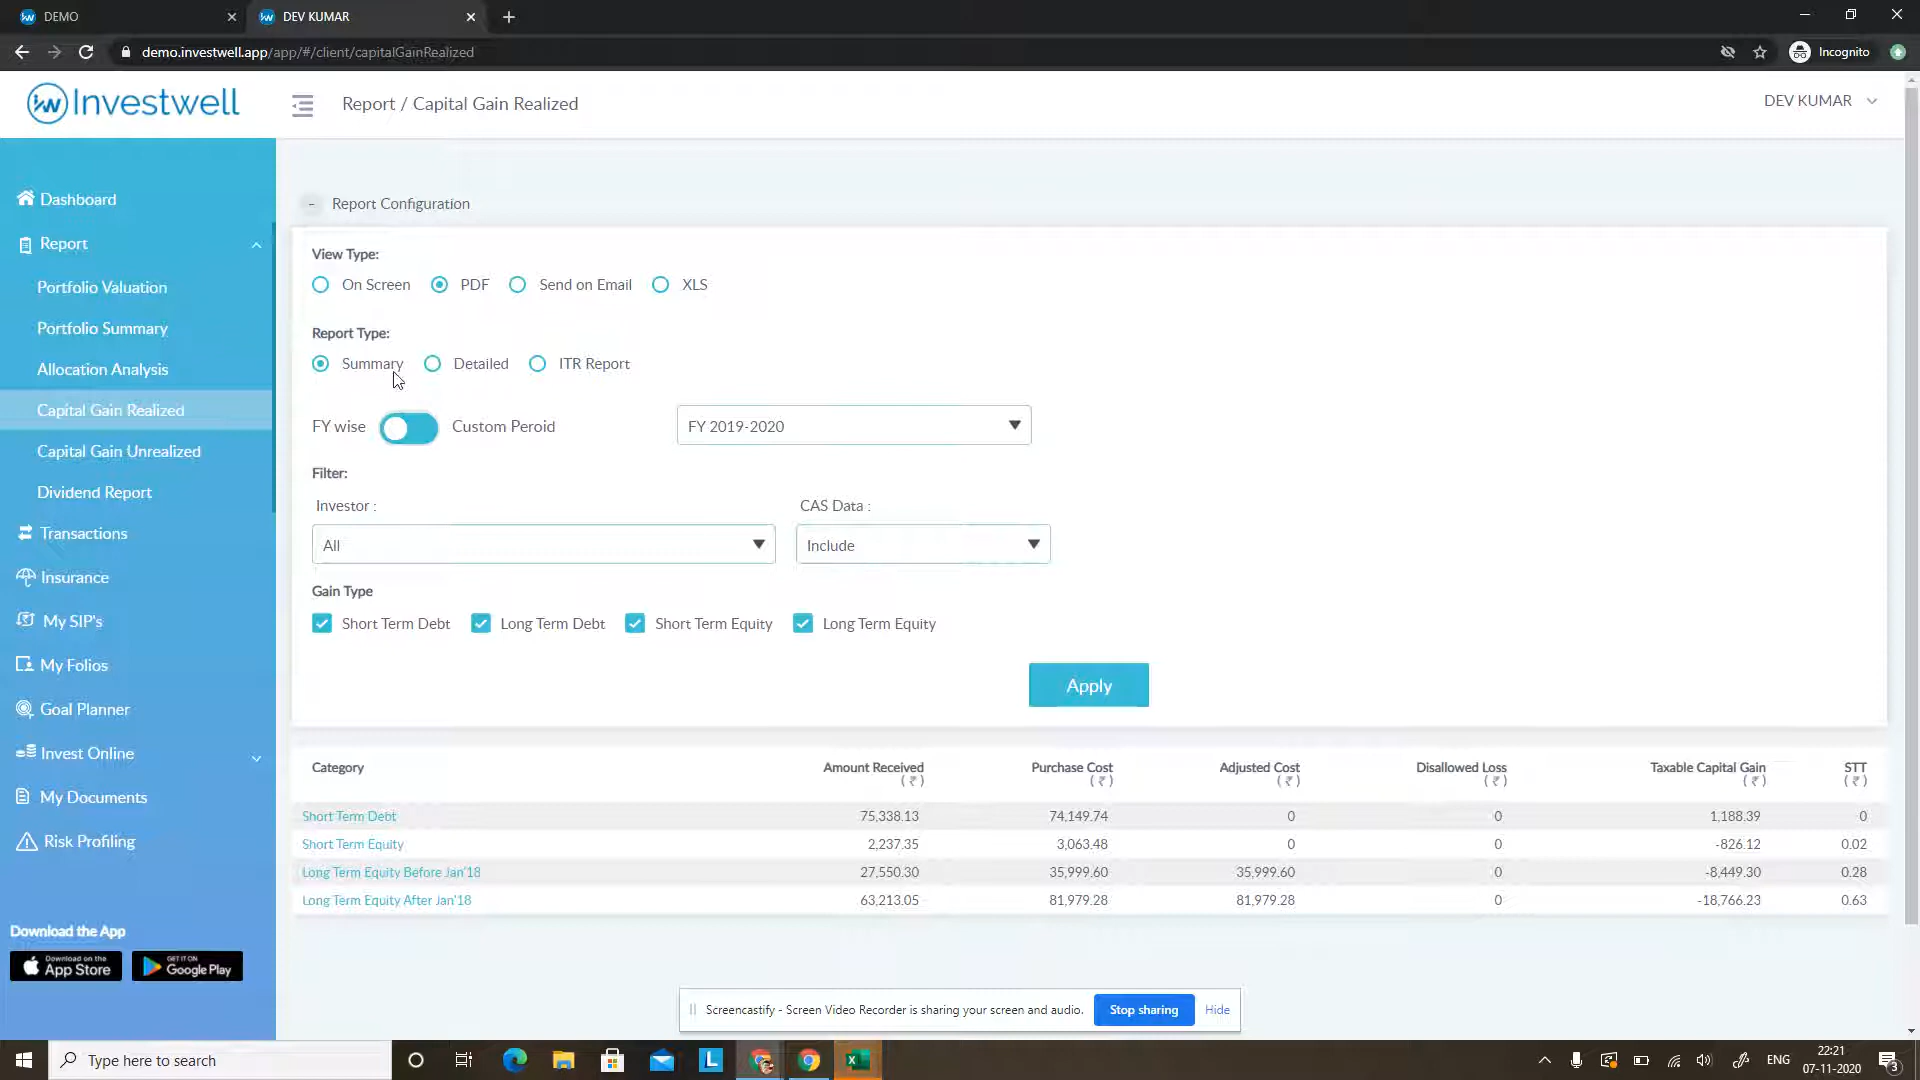 DEMO
DEV KUMAR
demo.investwell.app/app/#/client/capitalGainRealized
Incognito
Investwell
Report / Capital Gain Realized
DEV KUMAR
Dashboard
Report
Portfolio Valuation
Portfolio Summary
Allocation Analysis
Capital Gain Realized
Capital Gain Unrealized
Dividend Report
Transactions
Insurance
My SIP's
My Folios
Goal Planner
Invest Online
My Documents
Risk Profiling
Download the App
Download on the App Store
GET IT ON Google Play
- Report Configuration
View Type:
On Screen PDF Send on Email XLS
Report Type:
Summary Detailed ITR Report
FY wise Custom Peroid FY 2019-2020
Filter:
Investor : CAS Data :
All Include
Gain Type
Short Term Debt Long Term Debt Short Term Equity Long Term Equity
Apply
Category Amount Received Purchase Cost Adjusted Cost Disallowed Loss Taxable Capital Gain STT
( ₹ ) ( ₹ ) ( ₹ ) ( ₹ ) ( ₹ ) ( ₹ )
Short Term Debt 75,338.13 74,149.74 0 0 1,188.39 0
Short Term Equity 2,237.35 3,063.48 0 0 -826.12 0.02
Long Term Equity Before Jan'18 27,550.30 35,999.60 35,999.60 0 -8,449.30 0.28
Long Term Equity After Jan'18 63,213.05 81,979.28 81,979.28 0 -18,766.23 0.63
Screencastify - Screen Video Recorder is sharing your screen and audio. Stop sharing Hide
Type here to search
L
ENG
22:21
07-11-2020
3